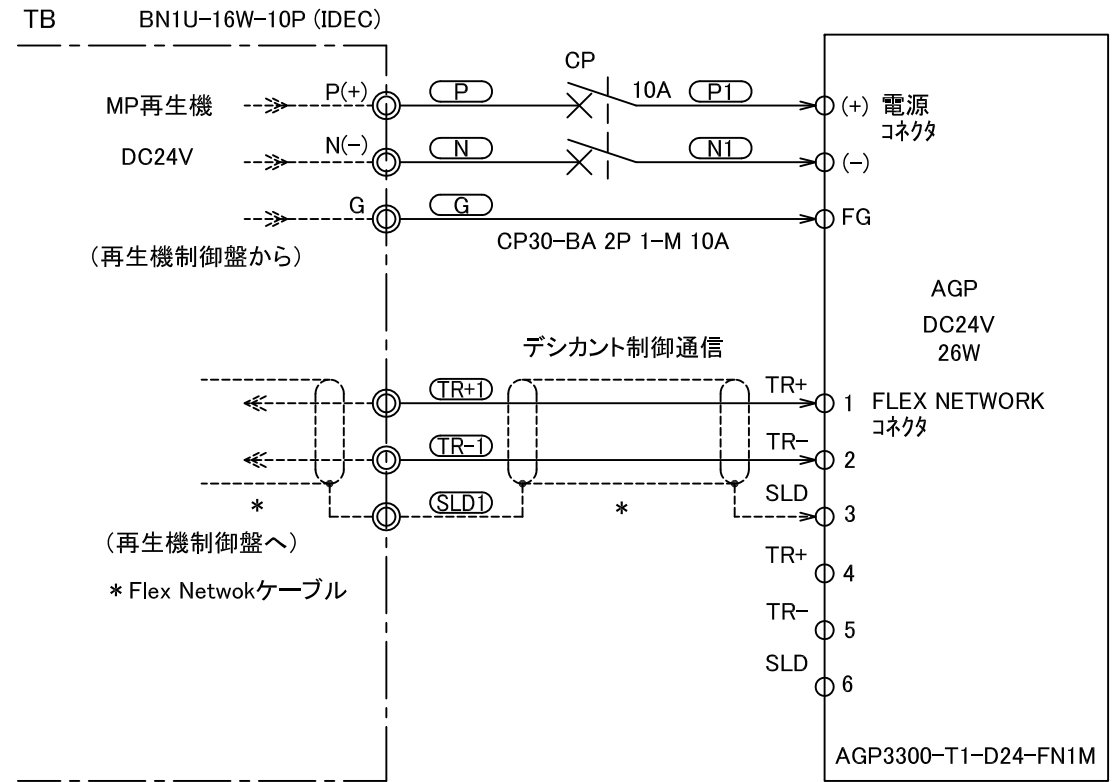 TB BN1U-16W-10P (IDEC)
CP
MP再生機 P(+) P 10A P1 (+) 電源
コネクタ
DC24V N(-) N N1 (-)
G G FG
(再生機制御盤から) CP30-BA 2P 1-M 10A
AGP
DC24V
26W
デシカント制御通信
TR+1 TR+ 1 FLEX NETWORK
コネクタ
TR-1 TR- 2
* SLD1 * SLD 3
(再生機制御盤へ)
TR+ 4
*Flex Netwokケーブル
TR- 5
SLD 6
AGP3300-T1-D24-FN1M